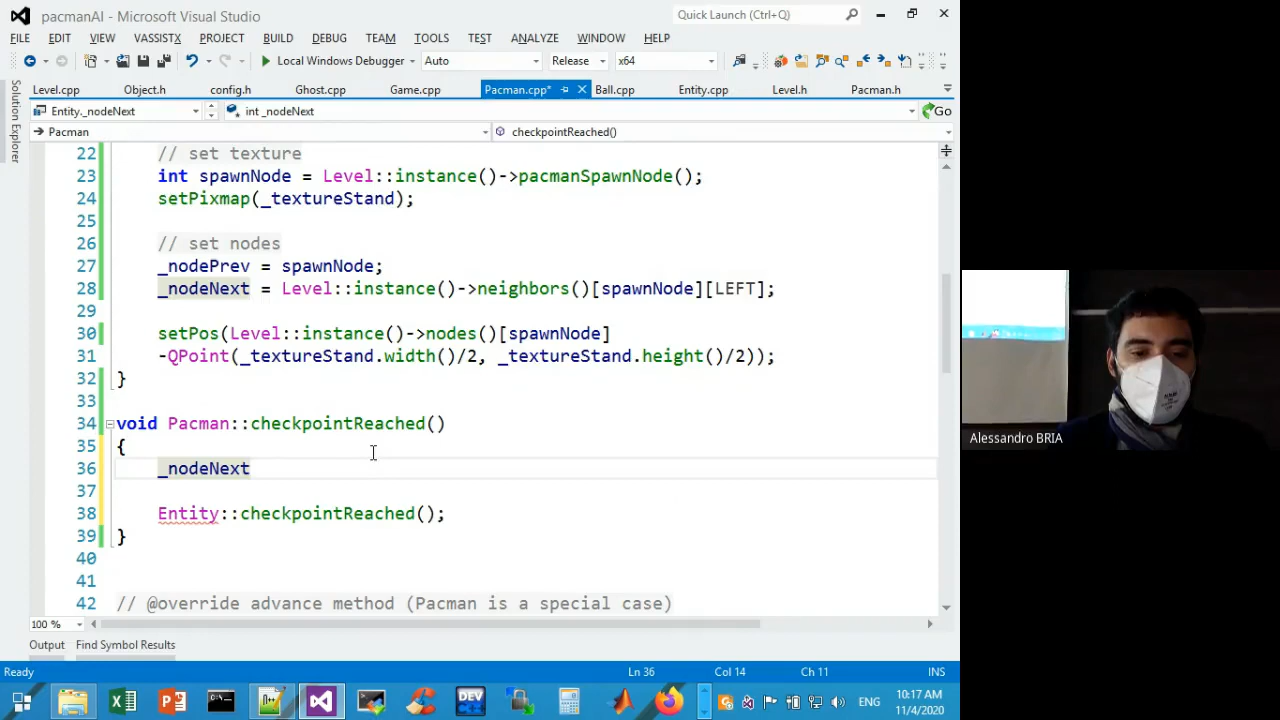 pacmanAI - Microsoft Visual Studio
Quick Launch (Ctrl+Q)
FILE EDIT VIEW VASSISTX PROJECT BUILD DEBUG TEAM TOOLS TEST ANALYZE WINDOW HELP
Local Windows Debugger Auto Release x64
Level.cpp Object.h config.h Ghost.cpp Game.cpp Pacman.cpp* Ball.cpp Entity.cpp Level.h Pacman.h
Solution Explorer
Entity._nodeNext int _nodeNext Go
Pacman checkpointReached()
22 // set texture
23 int spawnNode = Level::instance()->pacmanSpawnNode();
24 setPixmap(_textureStand);
25
26 // set nodes
27 _nodePrev = spawnNode;
28 _nodeNext = Level::instance()->neighbors()[spawnNode][LEFT];
29
30 setPos(Level::instance()->nodes()[spawnNode]
31 -QPoint(_textureStand.width()/2, _textureStand.height()/2));
32 }
33
34 void Pacman::checkpointReached()
35 {
36 _nodeNext
37
38 Entity::checkpointReached();
39 }
40
41
42 // @override advance method (Pacman is a special case)
100 %
Output Find Symbol Results
Ready Ln 36 Col 14 Ch 11 INS
DEV
ENG
10:17 AM
11/4/2020
Alessandro BRIA